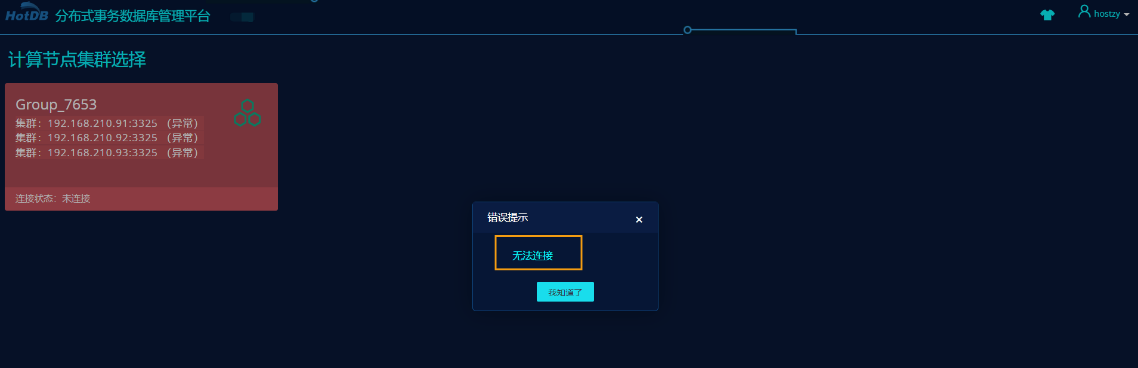 HotDB 分布式事务数据库管理平台
hostzy
计算节点集群选择
Group_7653
集群：192.168.210.91:3325 （异常）
集群：192.168.210.92:3325 （异常）
集群：192.168.210.93:3325 （异常）
连接状态：未连接
错误提示 ×
无法连接
我知道了